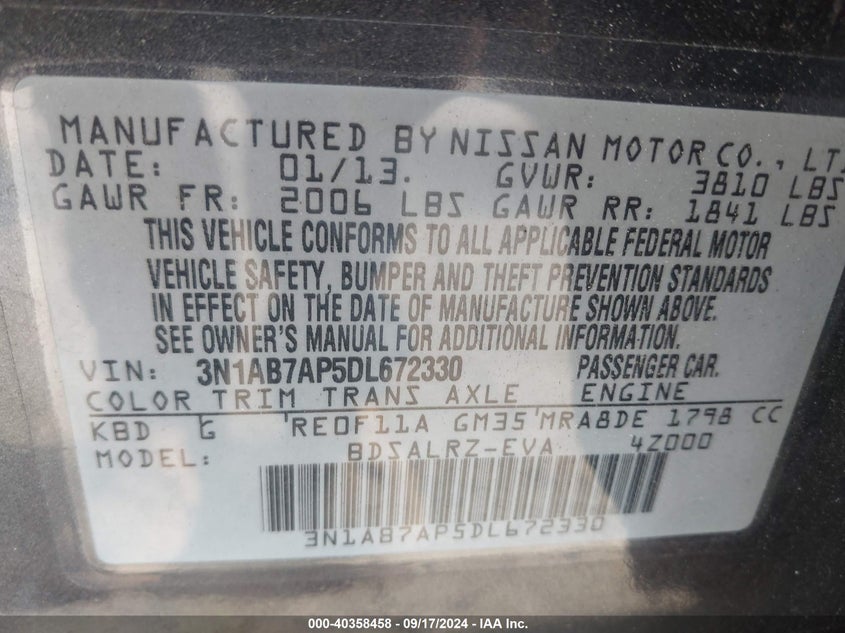 MANUFACTURED BY NISSAN MOTOR CO., LT
DATE: 01/13. GVWR: 3810 LBS
GAWR FR: 2006 LBS GAWR RR: 1841 LBS
THIS VEHICLE CONFORMS TO ALL APPLICABLE FEDERAL MOTOR
VEHICLE SAFETY, BUMPER AND THEFT PREVENTION STANDARDS
IN EFFECT ON THE DATE OF MANUFACTURE SHOWN ABOVE.
SEE OWNER'S MANUAL FOR ADDITIONAL INFORMATION.
VIN: 3N1AB7AP5DL672330 PASSENGER CAR.
COLOR TRIM TRANS AXLE ENGINE
KBD G RE0F11A GM35 MRA8DE 1798 CC
MODEL: BDSALRZ-EVA 4Z000
3N1AB7AP5DL672330
000-40358458 - 09/17/2024 - IAA Inc.